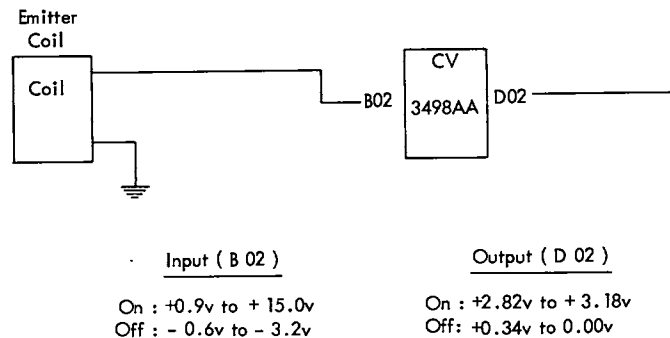 Emitter
Coil
Coil
CV
3498AA
B02
D02
Input ( B 02 )
On : +0.9v to + 15.0v
Off : - 0.6v to - 3.2v
Output ( D 02 )
On : +2.82v to + 3.18v
Off: +0.34v to 0.00v